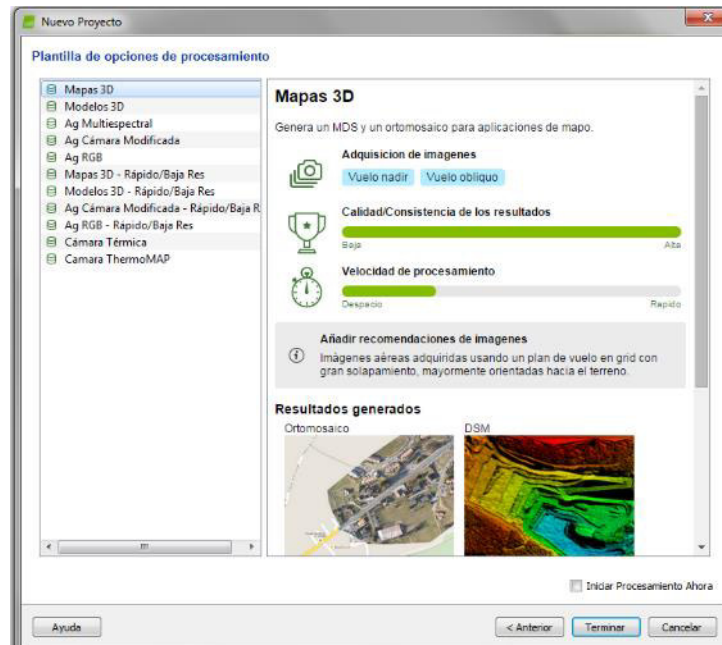 Nuevo Proyecto
Plantilla de opciones de procesamiento
Mapas 3D
Modelos 3D
Ag Multiespectral
Ag Cámara Modificada
Ag RGB
Mapas 3D - Rápido/Baja Res
Modelos 3D - Rápido/Baja Res
Ag Cámara Modificada - Rápido/Baja R
Ag RGB - Rápido/Baja Res
Cámara Térmica
Camara ThermoMAP
Mapas 3D
Genera un MDS y un ortomosaico para aplicaciones de mapo.
Adquisicion de imagenes
Vuelo nadir Vuelo obliquo
Calidad/Consistencia de los resultados
Baja Alta
Velocidad de procesamiento
Despacio Rapido
Añadir recomendaciones de imagenes
Imágenes aéreas adquiridas usando un plan de vuelo en grid con
gran solapamiento, mayormente orientadas hacia el terreno.
Resultados generados
Ortomosaico DSM
Iniciar Procesamiento Ahora
Ayuda < Anterior Terminar Cancelar